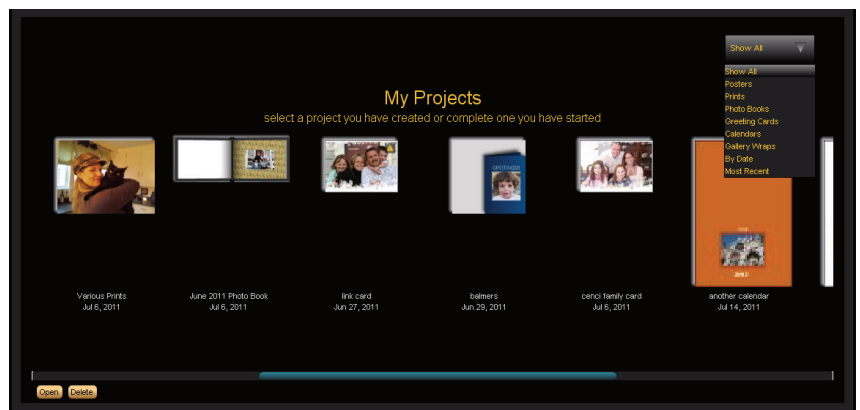 Show All
Show All
Posters
Prints
Photo Books
Greeting Cards
Calendars
Gallery Wraps
By Date
Most Recent
My Projects
select a project you have created or complete one you have started
GREETINGS
Various Prints
Jul 6, 2011
June 2011 Photo Book
Jul 6, 2011
link card
Jun 27, 2011
balmers
Jun 29, 2011
cenci family card
Jul 6, 2011
another calendar
Jul 14, 2011
Open
Delete